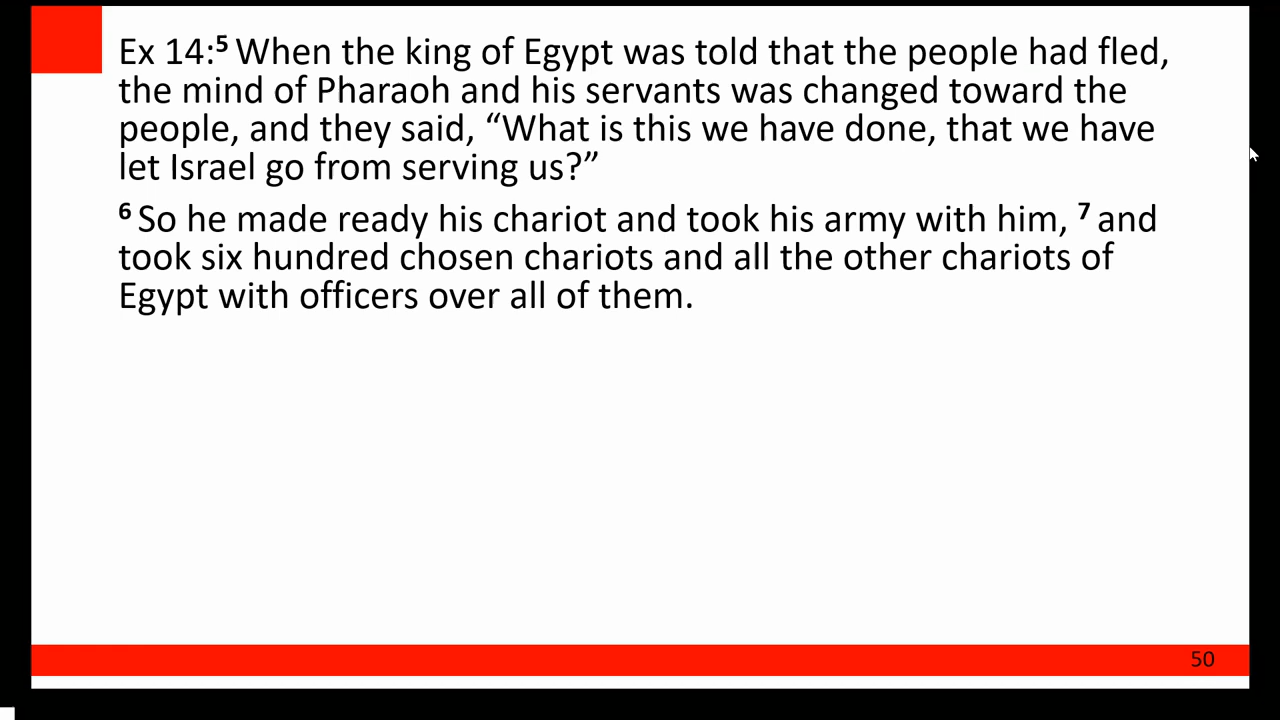 Ex 14:5 When the king of Egypt was told that the people had fled,
the mind of Pharaoh and his servants was changed toward the
people, and they said, “What is this we have done, that we have
let Israel go from serving us?”
6 So he made ready his chariot and took his army with him, 7 and
took six hundred chosen chariots and all the other chariots of
Egypt with officers over all of them.
50